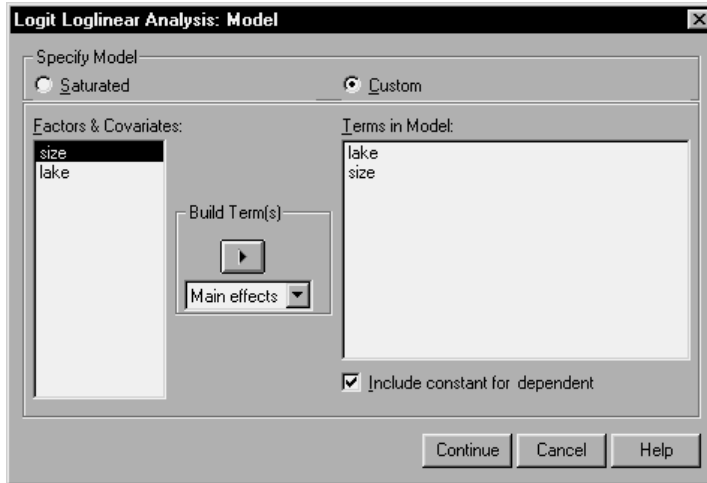 Logit Loglinear Analysis: Model
Specify Model
Saturated
Custom
Factors & Covariates:
size
lake
Build Term(s)
Main effects
Terms in Model:
lake
size
Include constant for dependent
Continue
Cancel
Help